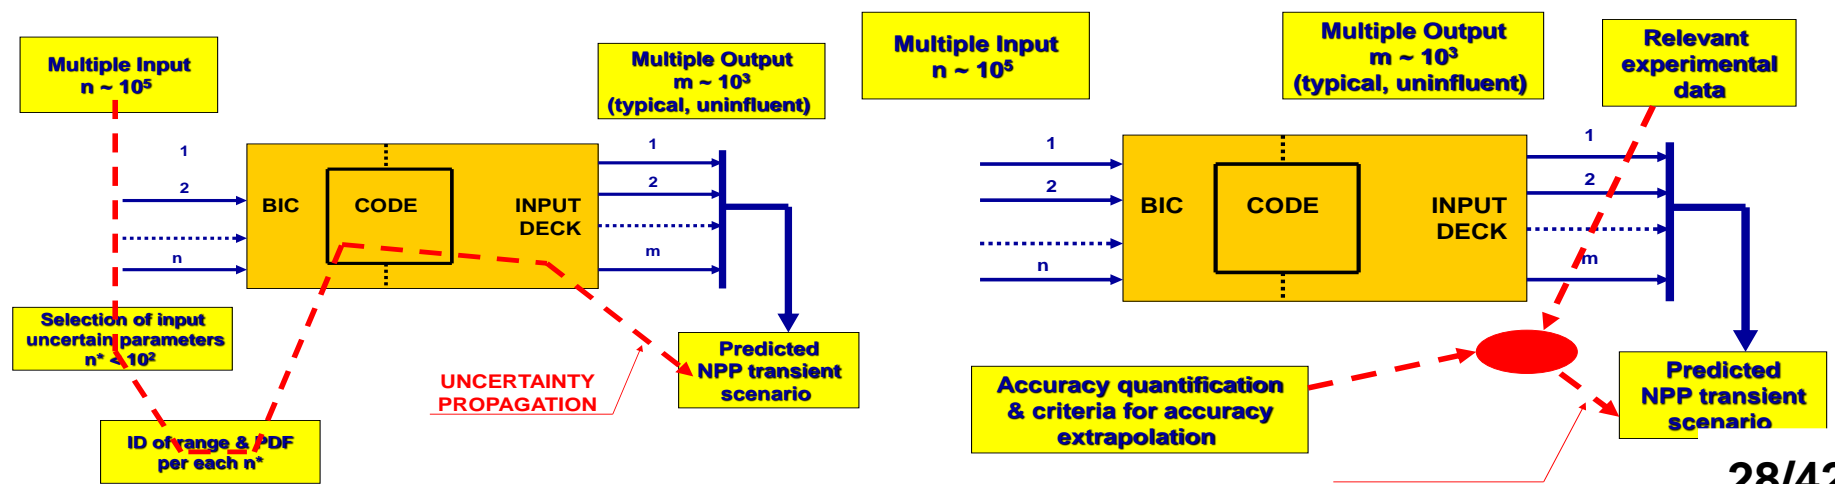 Multiple Input
n ~ 10⁵
Multiple Output
m ~ 10³
(typical, uninfluent)
1
2
n
BIC
CODE
INPUT
DECK
1
2
m
Selection of input
uncertain parameters
n* < 10²
ID of range & PDF
per each n*
UNCERTAINTY
PROPAGATION
Predicted
NPP transient
scenario
Multiple Input
n ~ 10⁵
Multiple Output
m ~ 10³
(typical, uninfluent)
Relevant
experimental
data
1
2
n
BIC
CODE
INPUT
DECK
1
2
m
Accuracy quantification
& criteria for accuracy
extrapolation
Predicted
NPP transient
scenario
28/42